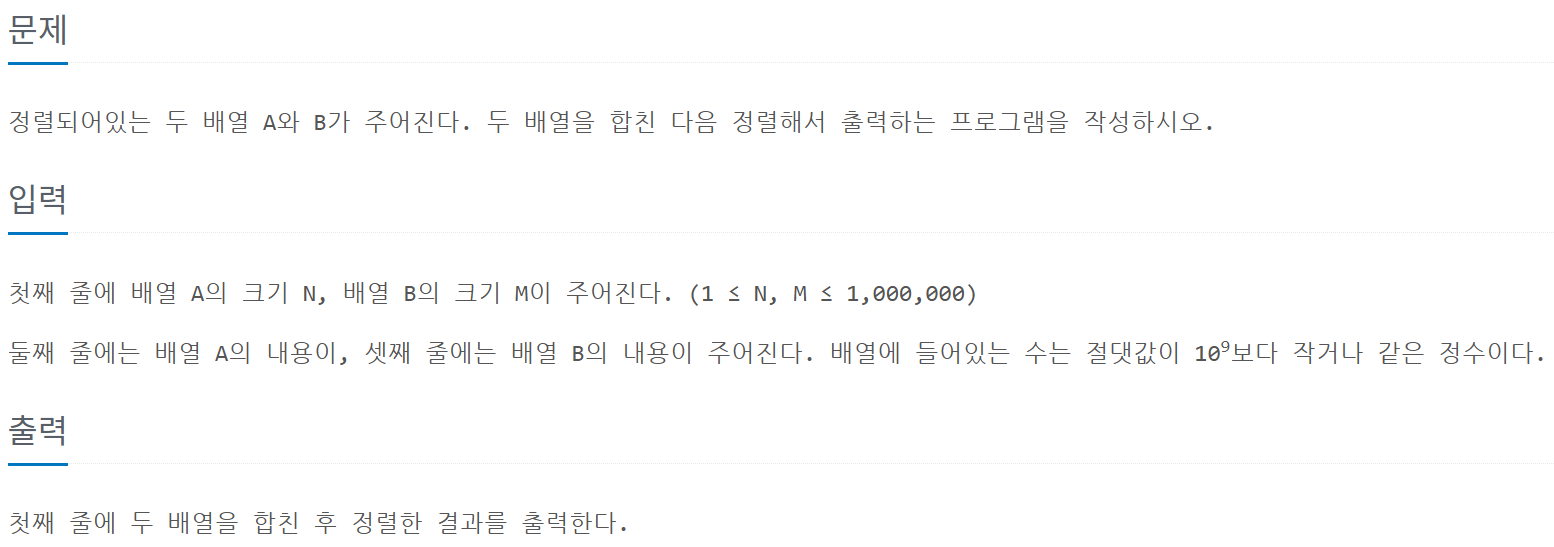 문제
정렬되어있는 두 배열 A와 B가 주어진다. 두 배열을 합친 다음 정렬해서 출력하는 프로그램을 작성하시오.
입력
첫째 줄에 배열 A의 크기 N, 배열 B의 크기 M이 주어진다. (1 ≤ N, M ≤ 1,000,000)
둘째 줄에는 배열 A의 내용이, 셋째 줄에는 배열 B의 내용이 주어진다. 배열에 들어있는 수는 절댓값이 10⁹보다 작거나 같은 정수이다.
출력
첫째 줄에 두 배열을 합친 후 정렬한 결과를 출력한다.